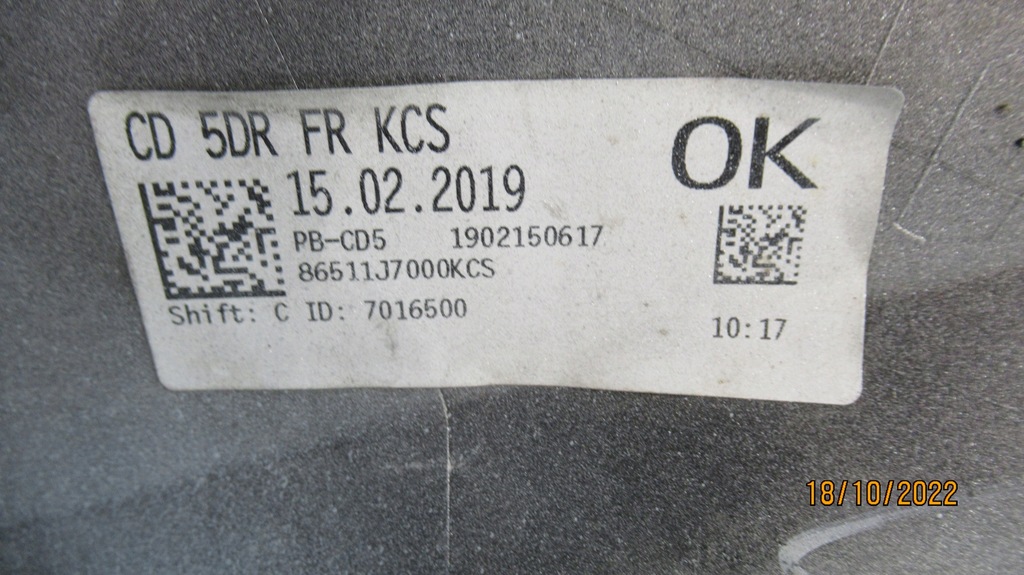 CD 5DR FR KCS
OK
15.02.2019
PB-CD5 1902150617
86511J7000KCS
Shift: C ID: 7016500
10:17
18/10/2022